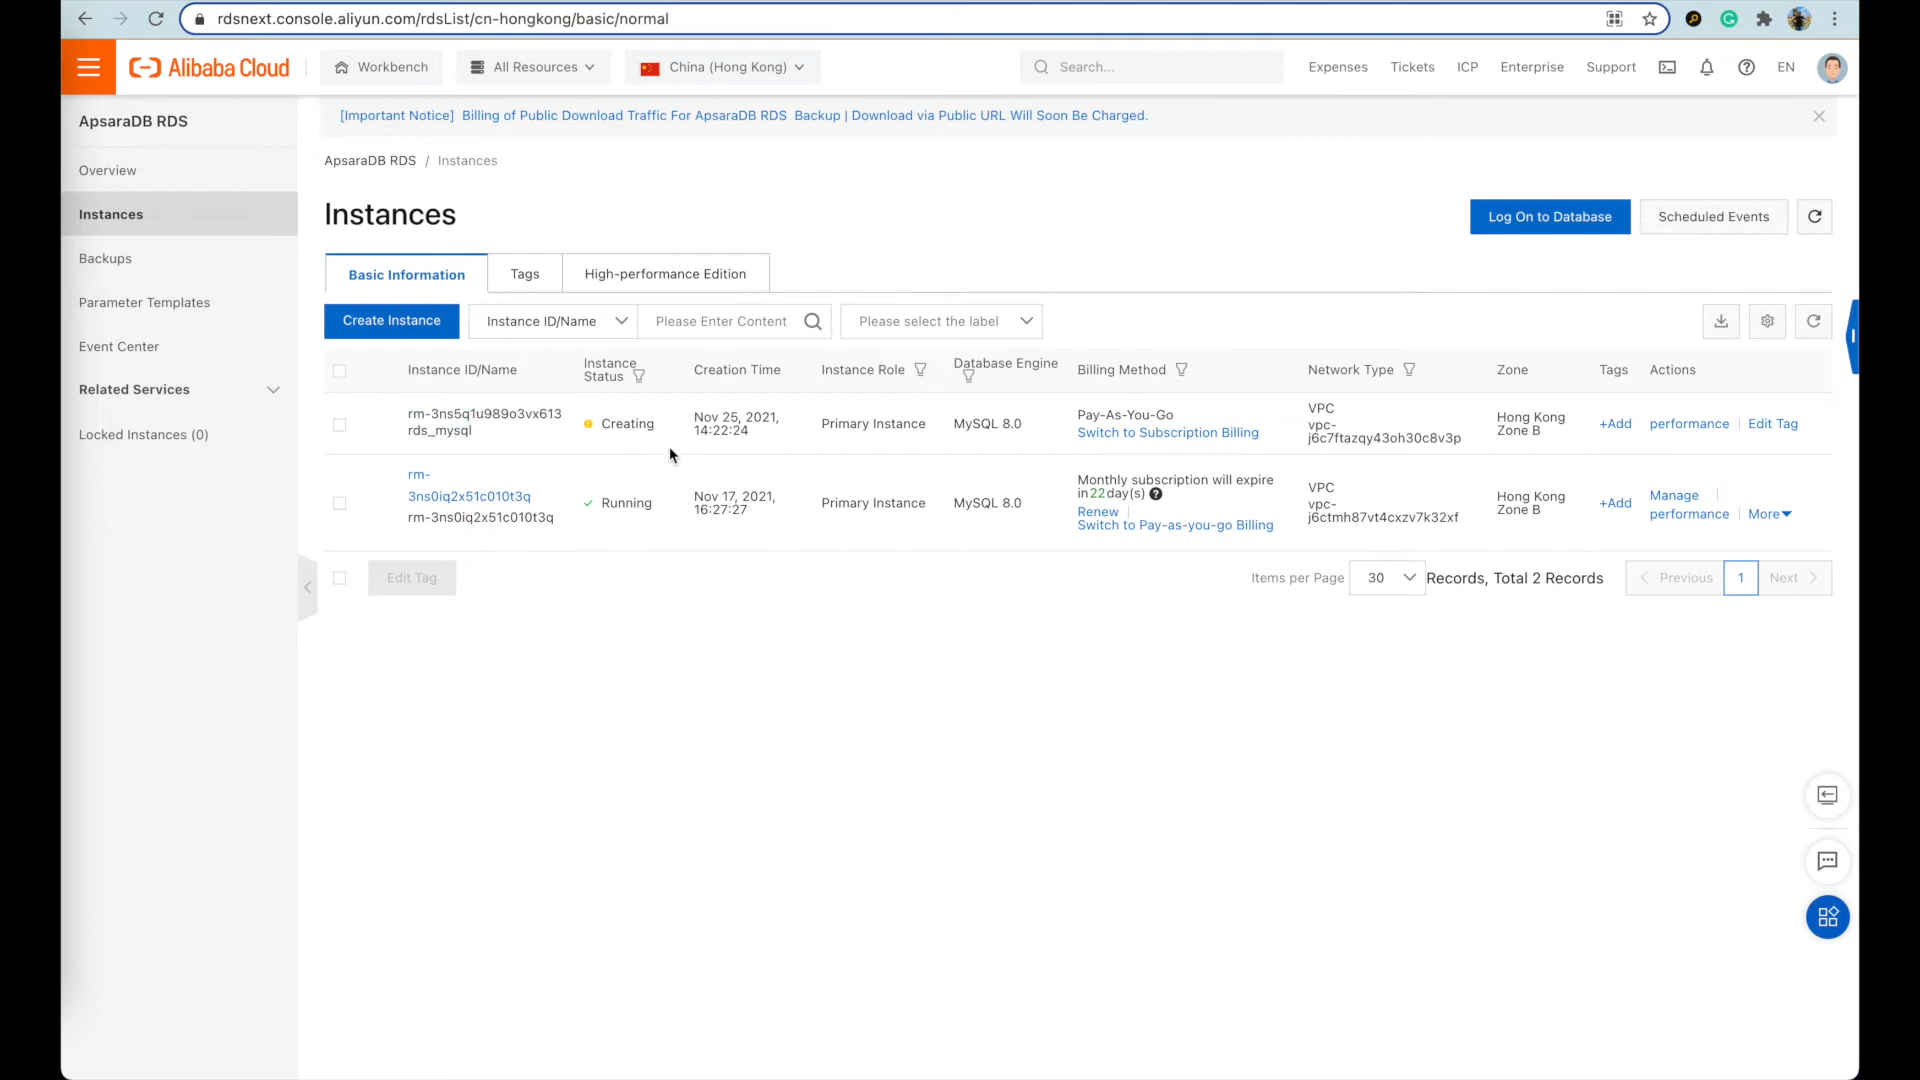 rdsnext.console.aliyun.com/rdsList/cn-hongkong/basic/normal
Alibaba Cloud
Workbench
All Resources
China (Hong Kong)
Search...
Expenses
Tickets
ICP
Enterprise
Support
EN
ApsaraDB RDS
Overview
Instances
Backups
Parameter Templates
Event Center
Related Services
Locked Instances (0)
[Important Notice] Billing of Public Download Traffic For ApsaraDB RDS Backup | Download via Public URL Will Soon Be Charged.
ApsaraDB RDS / Instances
Instances
Log On to Database
Scheduled Events
Basic Information
Tags
High-performance Edition
Create Instance
Instance ID/Name
Please Enter Content
Please select the label
Instance ID/Name
Instance
Status
Creation Time
Instance Role
Database Engine
Billing Method
Network Type
Zone
Tags
Actions
rm-3ns5q1u989o3vx613
rds_mysql
Creating
Nov 25, 2021,
14:22:24
Primary Instance
MySQL 8.0
Pay-As-You-Go
Switch to Subscription Billing
VPC
vpc-
j6c7ftazqy43oh30c8v3p
Hong Kong
Zone B
+Add
performance | Edit Tag
rm-
3ns0iq2x51c010t3q
rm-3ns0iq2x51c010t3q
Running
Nov 17, 2021,
16:27:27
Primary Instance
MySQL 8.0
Monthly subscription will expire
in22day(s)
Renew |
Switch to Pay-as-you-go Billing
VPC
vpc-
j6ctmh87vt4cxzv7k32xf
Hong Kong
Zone B
+Add
Manage |
performance | More
Edit Tag
Items per Page
30
Records, Total 2 Records
Previous
1
Next